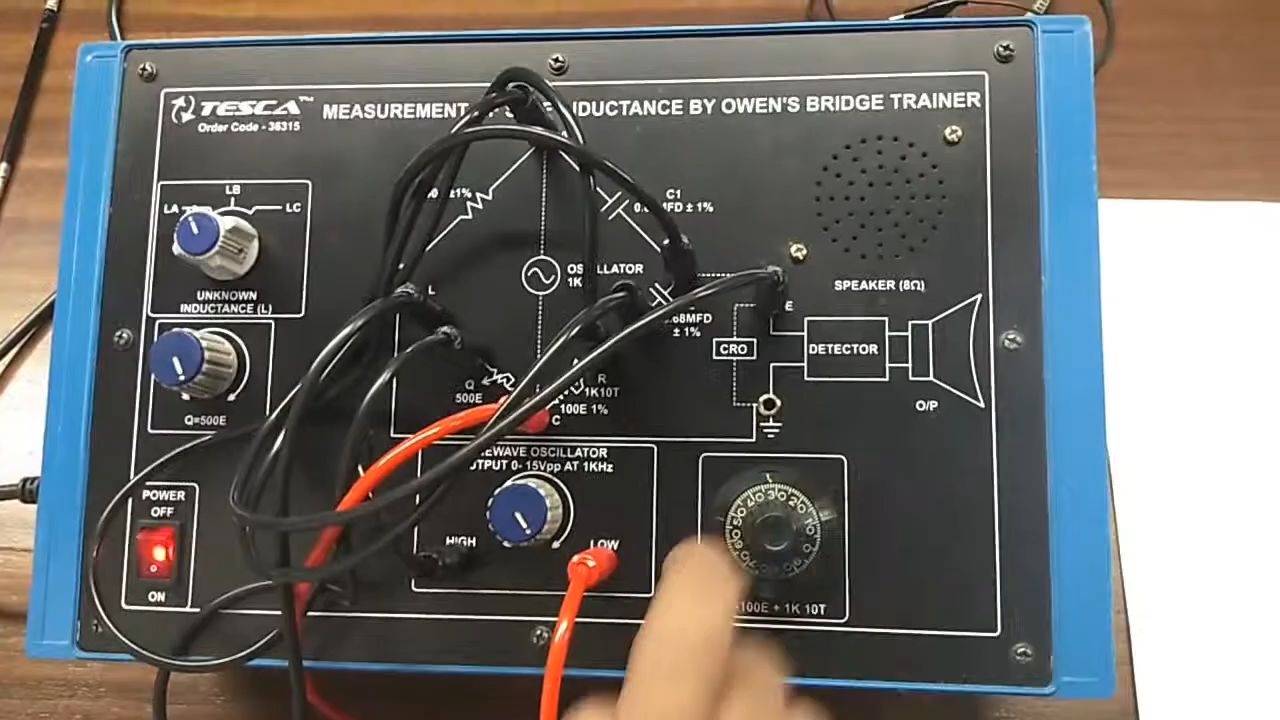 TESCA™
Order Code - 36315
MEASUREMENT INDUCTANCE BY OWEN'S BRIDGE TRAINER
LB
LA LC
UNKNOWN
INDUCTANCE (L)
Q=500E
POWER
OFF
ON
±1%
C1
MFD ± 1%
OSCILLATOR
L
± 1%
E
CRO
SPEAKER (8Ω)
DETECTOR
O/P
Q
500E
R
1K10T
100E 1%
C
OSCILLATOR
0-15Vpp AT 1KHz
HIGH
LOW
100E + 1K 10T